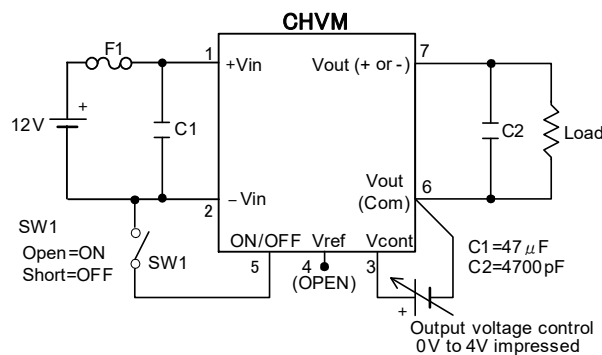 CHVM
F1
1
+Vin
Vout (+ or -)
7
+
12V
C1
C2
Load
Vout
(Com)
6
−Vin
2
SW1
Open=ON
Short=OFF
SW1
ON/OFF
Vref
Vcont
5
4
3
(OPEN)
C1=47μF
C2=4700pF
+
Output voltage control
0V to 4V impressed